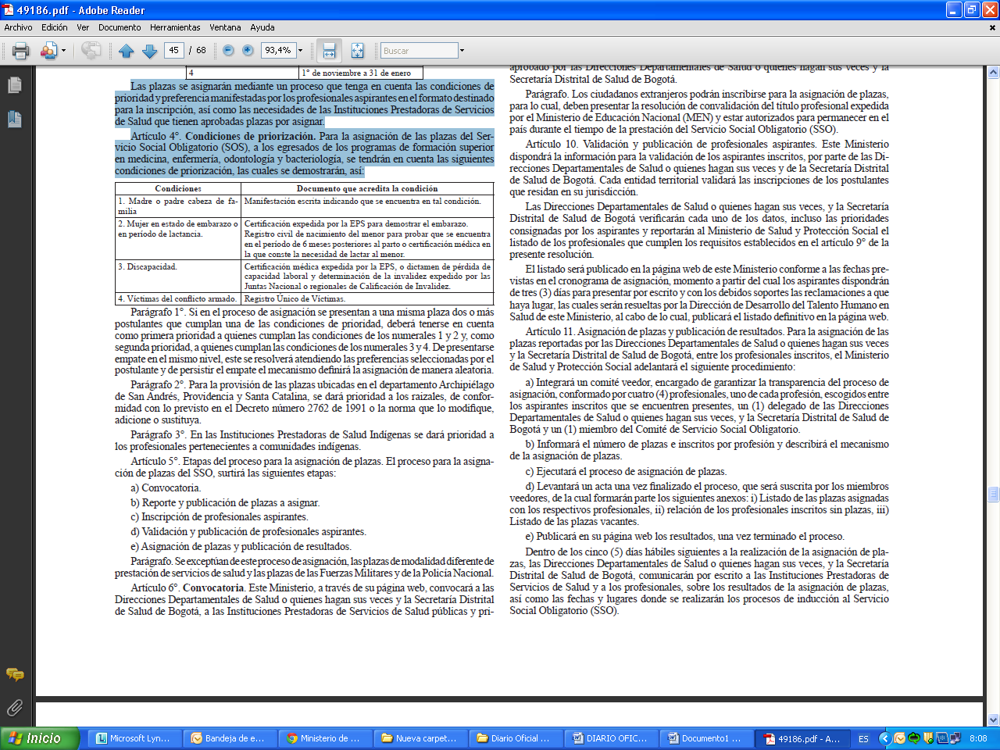 49186.pdf - Adobe Reader
Archivo Edición Ver Documento Herramientas Ventana Ayuda
45 / 68 93,4% Buscar
4 1° de noviembre a 31 de enero
Las plazas se asignarán mediante un proceso que tenga en cuenta las condiciones de
prioridad y preferencia manifestadas por los profesionales aspirantes en el formato destinado
para la inscripción, así como las necesidades de las Instituciones Prestadoras de Servicios
de Salud que tienen aprobadas plazas por asignar.
Artículo 4°. Condiciones de priorización. Para la asignación de las plazas del Ser-
vicio Social Obligatorio (SOS), a los egresados de los programas de formación superior
en medicina, enfermería, odontología y bacteriología, se tendrán en cuenta las siguientes
condiciones de priorización, las cuales se demostrarán, así:
Condiciones Documento que acredita la condición
1. Madre o padre cabeza de fa-
milia
Manifestación escrita indicando que se encuentra en tal condición.
2. Mujer en estado de embarazo o
en período de lactancia.
Certificación expedida por la EPS para demostrar el embarazo.
Registro civil de nacimiento del menor para probar que se encuentra
en el período de 6 meses posteriores al parto o certificación médica en
la que conste la necesidad de lactar al menor.
3. Discapacidad.
Certificación médica expedida por la EPS, o dictamen de pérdida de
capacidad laboral y determinación de la invalidez expedido por las
Juntas Nacional o regionales de Calificación de Invalidez.
4. Víctimas del conflicto armado. Registro Único de Víctimas.
Parágrafo 1°. Si en el proceso de asignación se presentan a una misma plaza dos o más
postulantes que cumplan una de las condiciones de prioridad, deberá tenerse en cuenta
como primera prioridad a quienes cumplan las condiciones de los numerales 1 y 2 y, como
segunda prioridad, a quienes cumplan las condiciones de los numerales 3 y 4. De presentarse
empate en el mismo nivel, este se resolverá atendiendo las preferencias seleccionadas por el
postulante y de persistir el empate el mecanismo definirá la asignación de manera aleatoria.
Parágrafo 2°. Para la provisión de las plazas ubicadas en el departamento Archipiélago
de San Andrés, Providencia y Santa Catalina, se dará prioridad a los raizales, de confor-
midad con lo previsto en el Decreto número 2762 de 1991 o la norma que lo modifique,
adicione o sustituya.
Parágrafo 3°. En las Instituciones Prestadoras de Salud Indígenas se dará prioridad a
los profesionales pertenecientes a comunidades indígenas.
Artículo 5°. Etapas del proceso para la asignación de plazas. El proceso para la asigna-
ción de plazas del SSO, surtirá las siguientes etapas:
a) Convocatoria.
b) Reporte y publicación de plazas a asignar.
c) Inscripción de profesionales aspirantes.
d) Validación y publicación de profesionales aspirantes.
e) Asignación de plazas y publicación de resultados.
Parágrafo. Se exceptúan de este proceso de asignación, las plazas de modalidad diferente de
prestación de servicios de salud y las plazas de las Fuerzas Militares y de la Policía Nacional.
Artículo 6°. Convocatoria. Este Ministerio, a través de su página web, convocará a las
Direcciones Departamentales de Salud o quienes hagan sus veces y la Secretaría Distrital
de Salud de Bogotá, a las Instituciones Prestadoras de Servicios de Salud públicas y pri-
aprobado por las Direcciones Departamentales de Salud o quienes hagan sus veces y la
Secretaría Distrital de Salud de Bogotá.
Parágrafo. Los ciudadanos extranjeros podrán inscribirse para la asignación de plazas,
para lo cual, deben presentar la resolución de convalidación del título profesional expedida
por el Ministerio de Educación Nacional (MEN) y estar autorizados para permanecer en el
país durante el tiempo de la prestación del Servicio Social Obligatorio (SSO).
Artículo 10. Validación y publicación de profesionales aspirantes. Este Ministerio
dispondrá la información para la validación de los aspirantes inscritos, por parte de las Di-
recciones Departamentales de Salud o quienes hagan sus veces y de la Secretaría Distrital
de Salud de Bogotá. Cada entidad territorial validará las inscripciones de los postulantes
que residan en su jurisdicción.
Las Direcciones Departamentales de Salud o quienes hagan sus veces, y la Secretaría
Distrital de Salud de Bogotá verificarán cada uno de los datos, incluso las prioridades
consignadas por los aspirantes y reportarán al Ministerio de Salud y Protección Social el
listado de los profesionales que cumplen los requisitos establecidos en el artículo 9° de la
presente resolución.
El listado será publicado en la página web de este Ministerio conforme a las fechas pre-
vistas en el cronograma de asignación, momento a partir del cual los aspirantes dispondrán
de tres (3) días para presentar por escrito y con los debidos soportes las reclamaciones a que
haya lugar, las cuales serán resueltas por la Dirección de Desarrollo del Talento Humano en
Salud de este Ministerio, al cabo de lo cual, publicará el listado definitivo en la página web.
Artículo 11. Asignación de plazas y publicación de resultados. Para la asignación de las
plazas reportadas por las Direcciones Departamentales de Salud o quienes hagan sus veces
y la Secretaría Distrital de Salud de Bogotá, entre los profesionales inscritos, el Ministerio
de Salud y Protección Social adelantará el siguiente procedimiento:
a) Integrará un comité veedor, encargado de garantizar la transparencia del proceso de
asignación, conformado por cuatro (4) profesionales, uno de cada profesión, escogidos entre
los aspirantes inscritos que se encuentren presentes, un (1) delegado de las Direcciones
Departamentales de Salud o quienes hagan sus veces, y la Secretaría Distrital de Salud de
Bogotá y un (1) miembro del Comité de Servicio Social Obligatorio.
b) Informará el número de plazas e inscritos por profesión y describirá el mecanismo
de la asignación de plazas.
c) Ejecutará el proceso de asignación de plazas.
d) Levantará un acta una vez finalizado el proceso, que será suscrita por los miembros
veedores, de la cual formarán parte los siguientes anexos: i) Listado de las plazas asignadas
con los respectivos profesionales, ii) relación de los profesionales inscritos sin plazas, iii)
Listado de las plazas vacantes.
e) Publicará en su página web los resultados, una vez terminado el proceso.
Dentro de los cinco (5) días hábiles siguientes a la realización de la asignación de pla-
zas, las Direcciones Departamentales de Salud o quienes hagan sus veces, y la Secretaría
Distrital de Salud de Bogotá, comunicarán por escrito a las Instituciones Prestadoras de
Servicios de Salud y a los profesionales, sobre los resultados de la asignación de plazas,
así como las fechas y lugares donde se realizarán los procesos de inducción al Servicio
Social Obligatorio (SSO).
Inicio Microsoft Lyn... Bandeja de e... Ministerio de ... Nueva carpet... Diario Oficial ... DIARIO OFIC... Documento1 ... 49186.pdf - A... ES 8:08